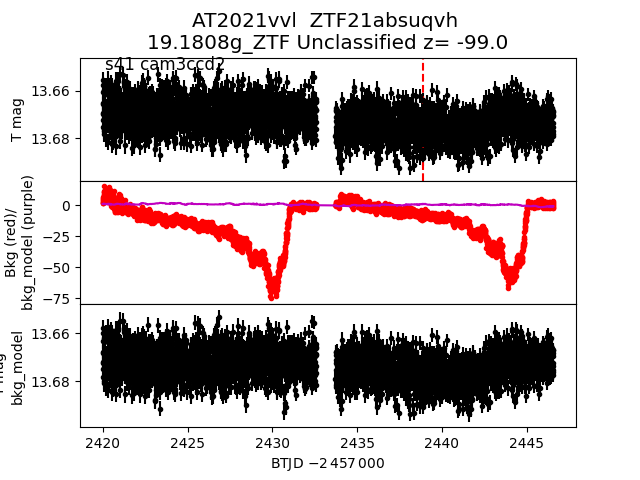 AT2021vvl  ZTF21absuqvh
19.1808g_ZTF Unclassified z= -99.0
s41 cam3ccd2
13.66
13.68
T mag
0
−25
−50
−75
Bkg (red)/
bkg_model (purple)
13.66
13.68
bkg_model
2420
2425
2430
2435
2440
2445
BTJD −2 457 000